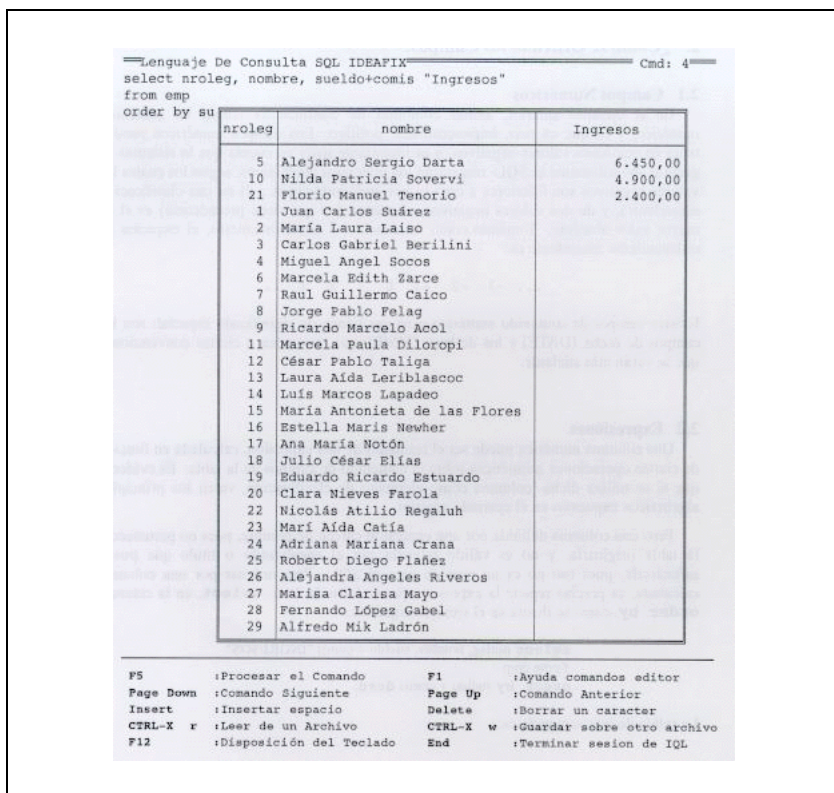 Lenguaje De Consulta SQL IDEAFIX Cmd: 4
select nroleg, nombre, sueldo+comis "Ingresos"
from emp
order by su
nroleg nombre Ingresos
5 Alejandro Sergio Darta 6.450,00
10 Nilda Patricia Sovervi 4.900,00
21 Florio Manuel Tenorio 2.400,00
1 Juan Carlos Suárez
2 María Laura Laiso
3 Carlos Gabriel Berilini
4 Miguel Angel Socos
6 Marcela Edith Zarce
7 Raul Guillermo Caico
8 Jorge Pablo Felag
9 Ricardo Marcelo Acol
11 Marcela Paula Diloropi
12 César Pablo Taliga
13 Laura Aída Leriblascoc
14 Luís Marcos Lapadeo
15 María Antonieta de las Flores
16 Estella Maris Newher
17 Ana María Notón
18 Julio César Elías
19 Eduardo Ricardo Estuardo
20 Clara Nieves Farola
22 Nicolás Atilio Regaluh
23 Marí Aída Catía
24 Adriana Mariana Crana
25 Roberto Diego Flañez
26 Alejandra Angeles Riveros
27 Marisa Clarisa Mayo
28 Fernando López Gabel
29 Alfredo Mik Ladrón
F5 :Procesar el Comando F1 :Ayuda comandos editor
Page Down :Comando Siguiente Page Up :Comando Anterior
Insert :Insertar espacio Delete :Borrar un caracter
CTRL-X r :Leer de un Archivo CTRL-X w :Guardar sobre otro archivo
F12 :Disposición del Teclado End :Terminar sesion de IQL